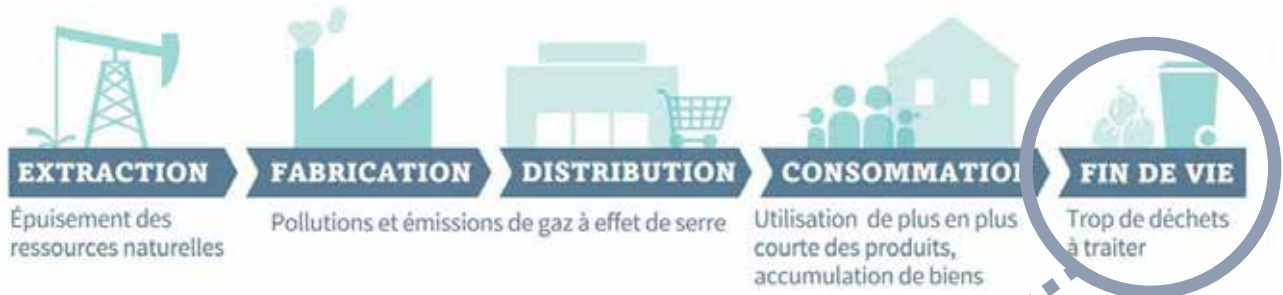 EXTRACTION
FABRICATION
DISTRIBUTION
CONSOMMATION
FIN DE VIE
Épuisement des
ressources naturelles
Pollutions et émissions de gaz à effet de serre
Utilisation de plus en plus
courte des produits,
accumulation de biens
Trop de déchets
à traiter